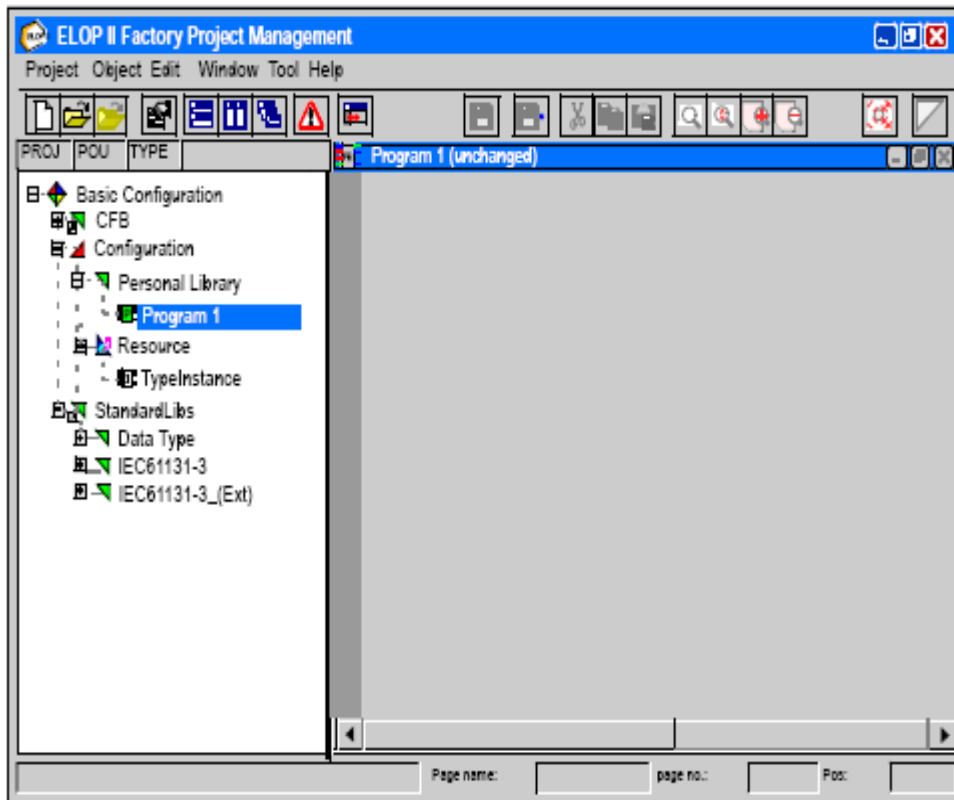 ELOP II Factory Project Management
Project Object Edit Window Tool Help
PROJ POU TYPE
Program 1 (unchanged)
Basic Configuration
CFB
Configuration
Personal Library
Program 1
Resource
TypeInstance
StandardLibs
Data Type
IEC61131-3
IEC61131-3_(Ext)
Page name: page no.: Pos: